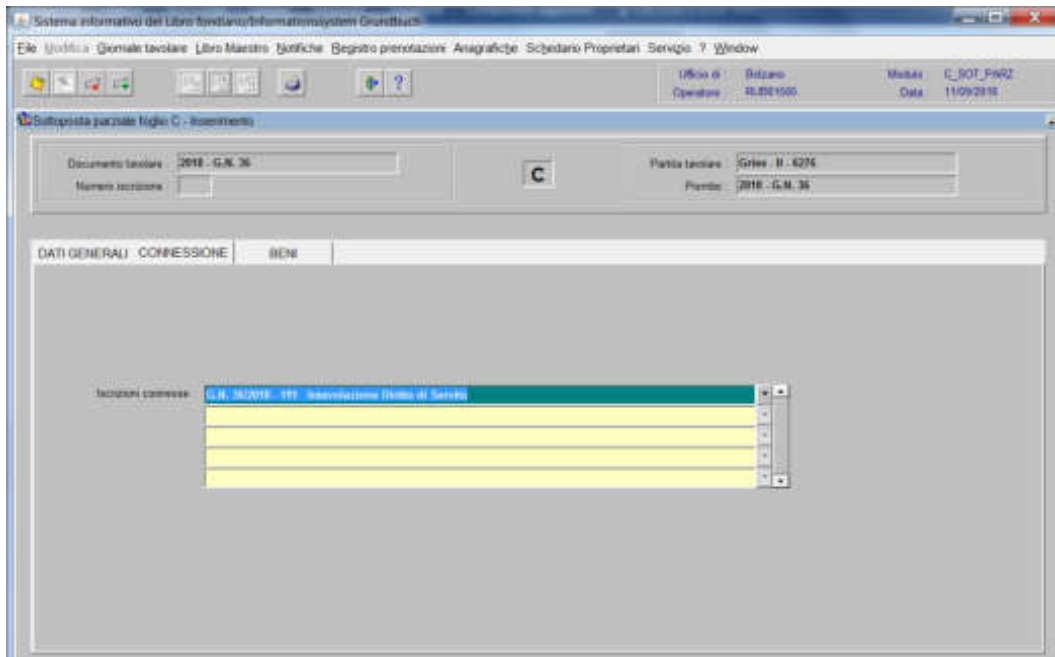 Sistema informativo del Libro fondiario/Informationssystem Grundbuch
File Modifica Giornale tavolare Libro Maestro Notifiche Registro prenotazioni Anagrafiche Schedario Proprietari Servizio ? Window
Ufficio di Bolzano Modulo C_SOT_PARZ
Operatore Data 11/09/2018
Sottoposta parziale foglio C - Inserimento
Documento tavolare 2018 - G.N. 36 C Partita tavolare Gries - II - 6276
Numero iscrizione Piombo 2018 - G.N. 36
DATI GENERALI CONNESSIONE BENI
Iscrizioni connesse G.N. 36/2018 - 191 Intavolazione Diritto di Servitù